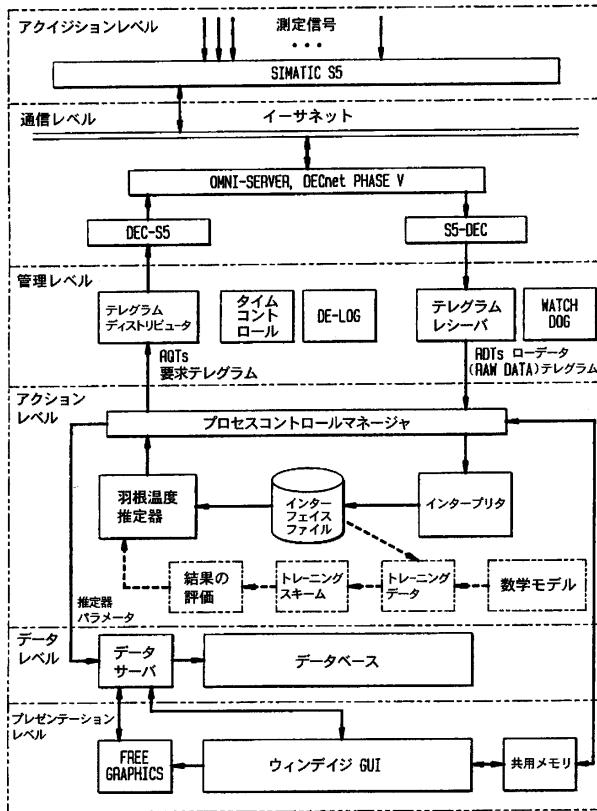 アクイジションレベル
測定信号
・・・
SIMATIC S5
通信レベル
イーサネット
OMNI-SERVER, DECnet PHASE V
DEC-S5
S5-DEC
管理レベル
テレグラム
ディストリビュータ
タイム
コント
ロール
DE-LOG
テレグラム
レシーバ
WATCH
DOG
RQTs
要求テレグラム
RDTs ローデータ
(RAW DATA)テレグラム
アクション
レベル
プロセスコントロールマネージャ
羽根温度
推定器
インター
フェイス
ファイル
インタープリタ
結果の
評価
トレーニング
スキーム
トレーニング
データ
数学モデル
推定器
パラメータ
データ
レベル
データ
サーバ
データベース
プレゼンテーション
レベル
FREE
GRAPHICS
ウィンデイジ GUI
共用メモリ